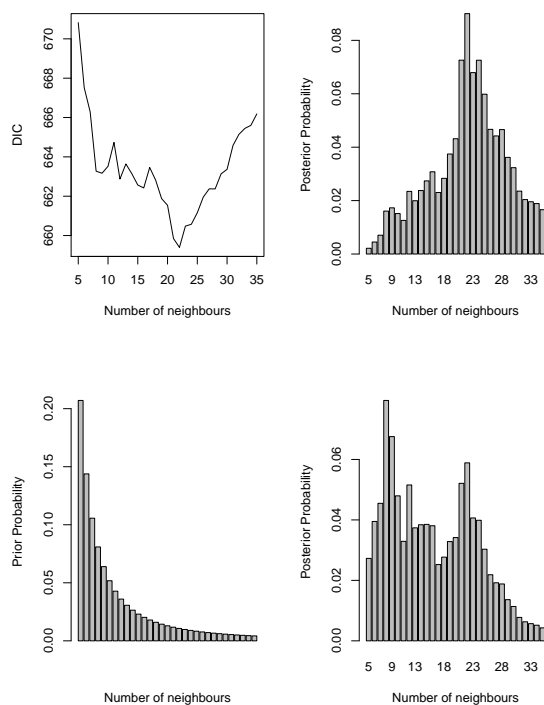 DIC
660 662 664 666 668 670
5 10 15 20 25 30 35
Number of neighbours
Posterior Probability
0.00 0.02 0.04 0.06 0.08
5 9 13 18 23 28 33
Number of neighbours
Prior Probability
0.00 0.05 0.10 0.15 0.20
Number of neighbours
Posterior Probability
0.00 0.02 0.04 0.06
5 9 13 18 23 28 33
Number of neighbours